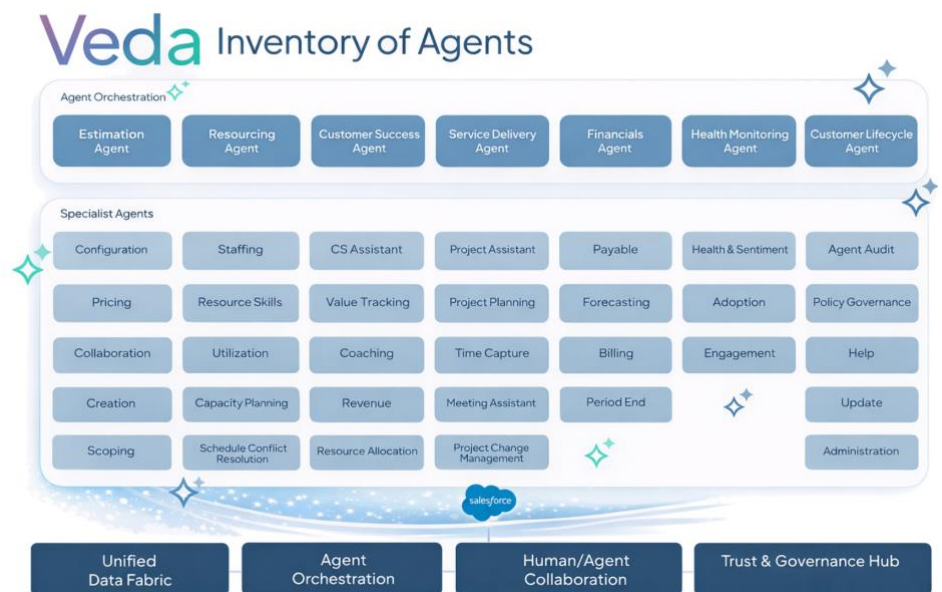 Veda Inventory of Agents
Agent Orchestration
Estimation
Agent
Resourcing
Agent
Customer Success
Agent
Service Delivery
Agent
Financials
Agent
Health Monitoring
Agent
Customer Lifecycle
Agent
Specialist Agents
Configuration
Staffing
CS Assistant
Project Assistant
Payable
Health & Sentiment
Agent Audit
Pricing
Resource Skills
Value Tracking
Project Planning
Forecasting
Adoption
Policy Governance
Collaboration
Utilization
Coaching
Time Capture
Billing
Engagement
Help
Creation
Capacity Planning
Revenue
Meeting Assistant
Period End
Update
Scoping
Schedule Conflict
Resolution
Resource Allocation
Project Change
Management
Administration
salesforce
Unified
Data Fabric
Agent
Orchestration
Human/Agent
Collaboration
Trust & Governance Hub